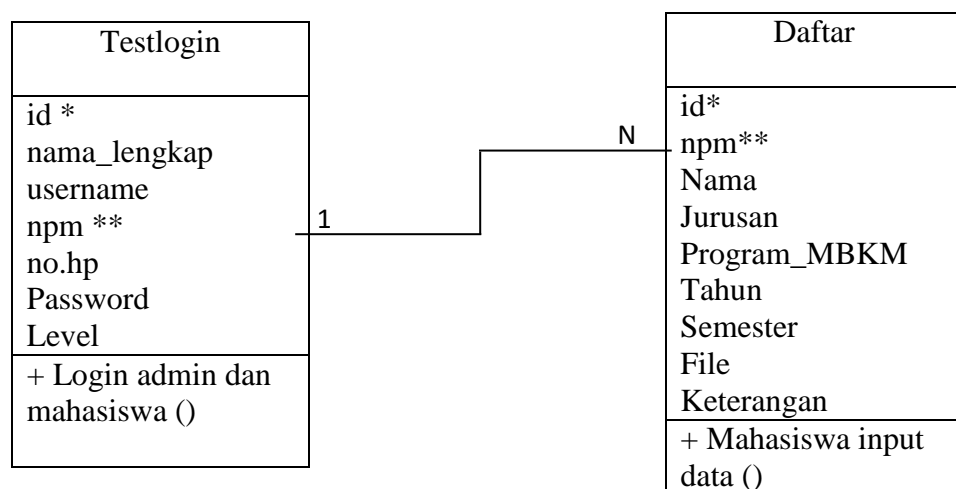 Testlogin
id *
nama_lengkap
username
npm **
no.hp
Password
Level
+ Login admin dan
mahasiswa ()
1
N
Daftar
id*
npm**
Nama
Jurusan
Program_MBKM
Tahun
Semester
File
Keterangan
+ Mahasiswa input
data ()